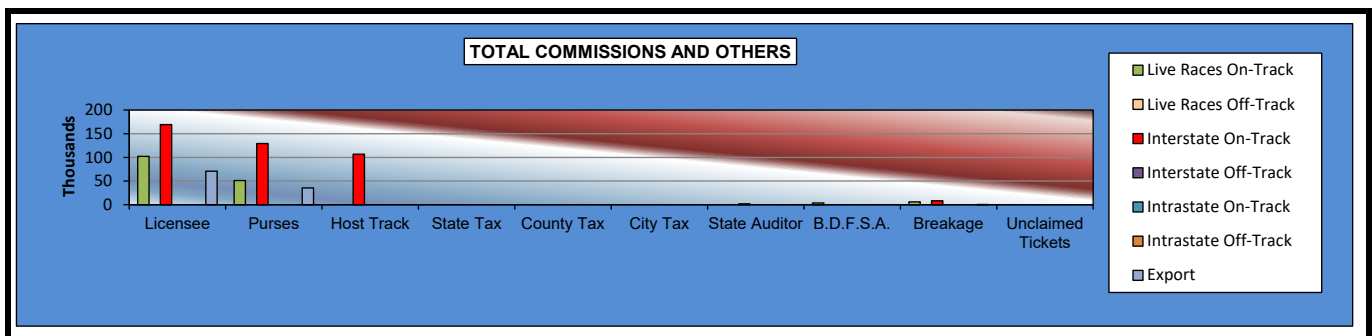 TOTAL COMMISSIONS AND OTHERS
Thousands
200
150
100
50
0
Licensee Purses Host Track State Tax County Tax City Tax State Auditor B.D.F.S.A. Breakage Unclaimed
Tickets
Live Races On-Track
Live Races Off-Track
Interstate On-Track
Interstate Off-Track
Intrastate On-Track
Intrastate Off-Track
Export